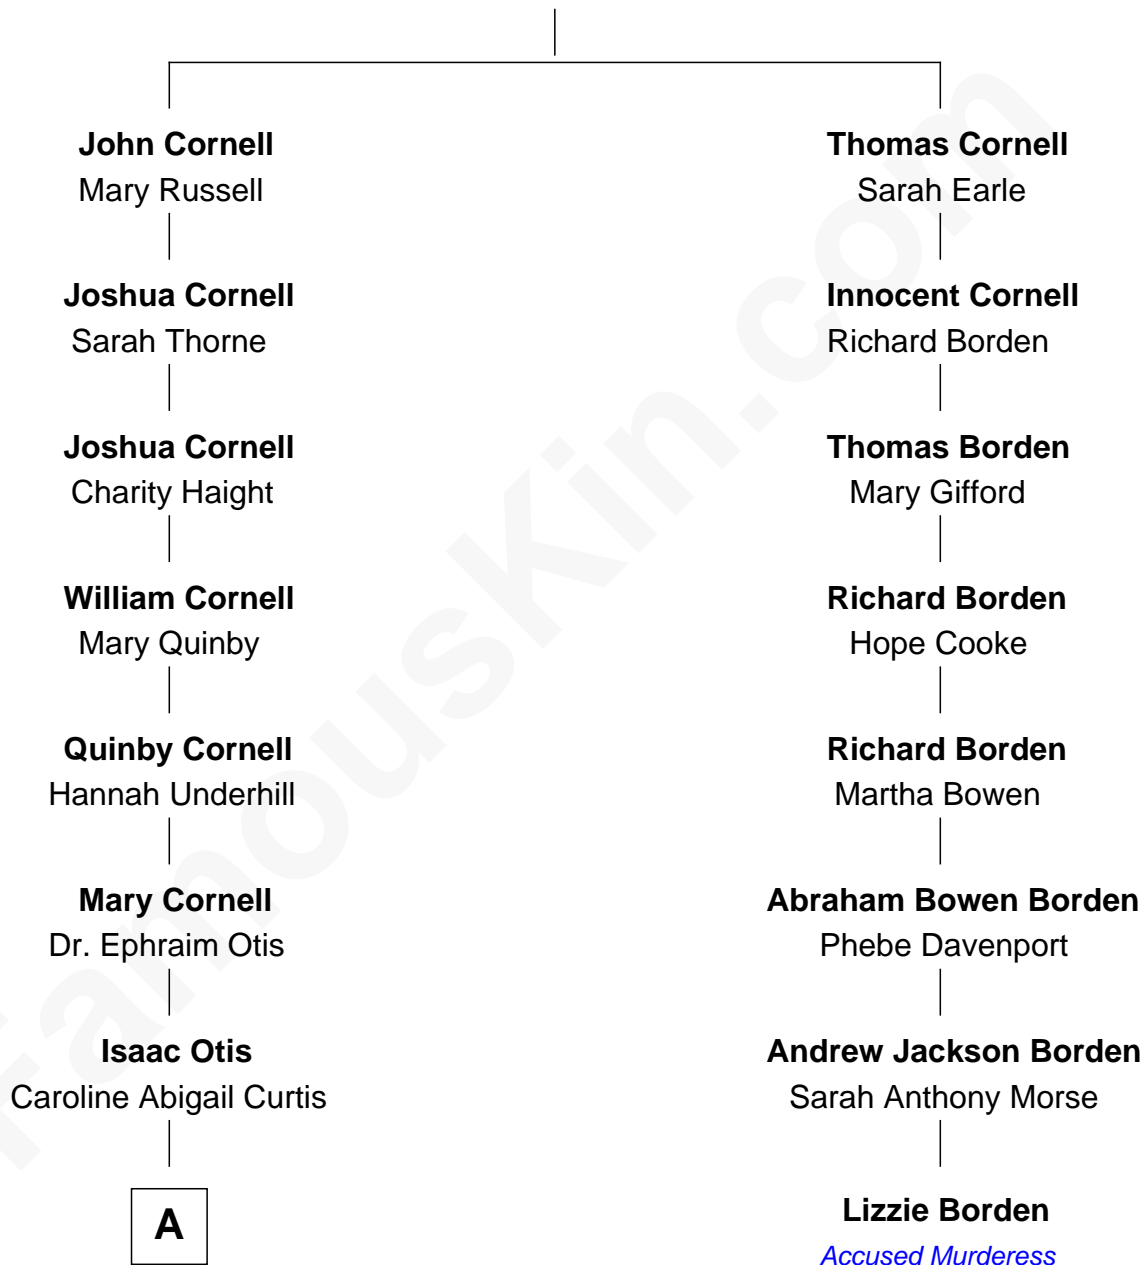 John Cornell
Mary Russell
Thomas Cornell
Sarah Earle
Joshua Cornell
Sarah Thorne
Innocent Cornell
Richard Borden
Joshua Cornell
Charity Haight
Thomas Borden
Mary Gifford
William Cornell
Mary Quinby
Richard Borden
Hope Cooke
Quinby Cornell
Hannah Underhill
Richard Borden
Martha Bowen
Mary Cornell
Dr. Ephraim Otis
Abraham Bowen Borden
Phebe Davenport
Isaac Otis
Caroline Abigail Curtis
Andrew Jackson Borden
Sarah Anthony Morse
A
Lizzie Borden
Accused Murderess
FamousKin.com